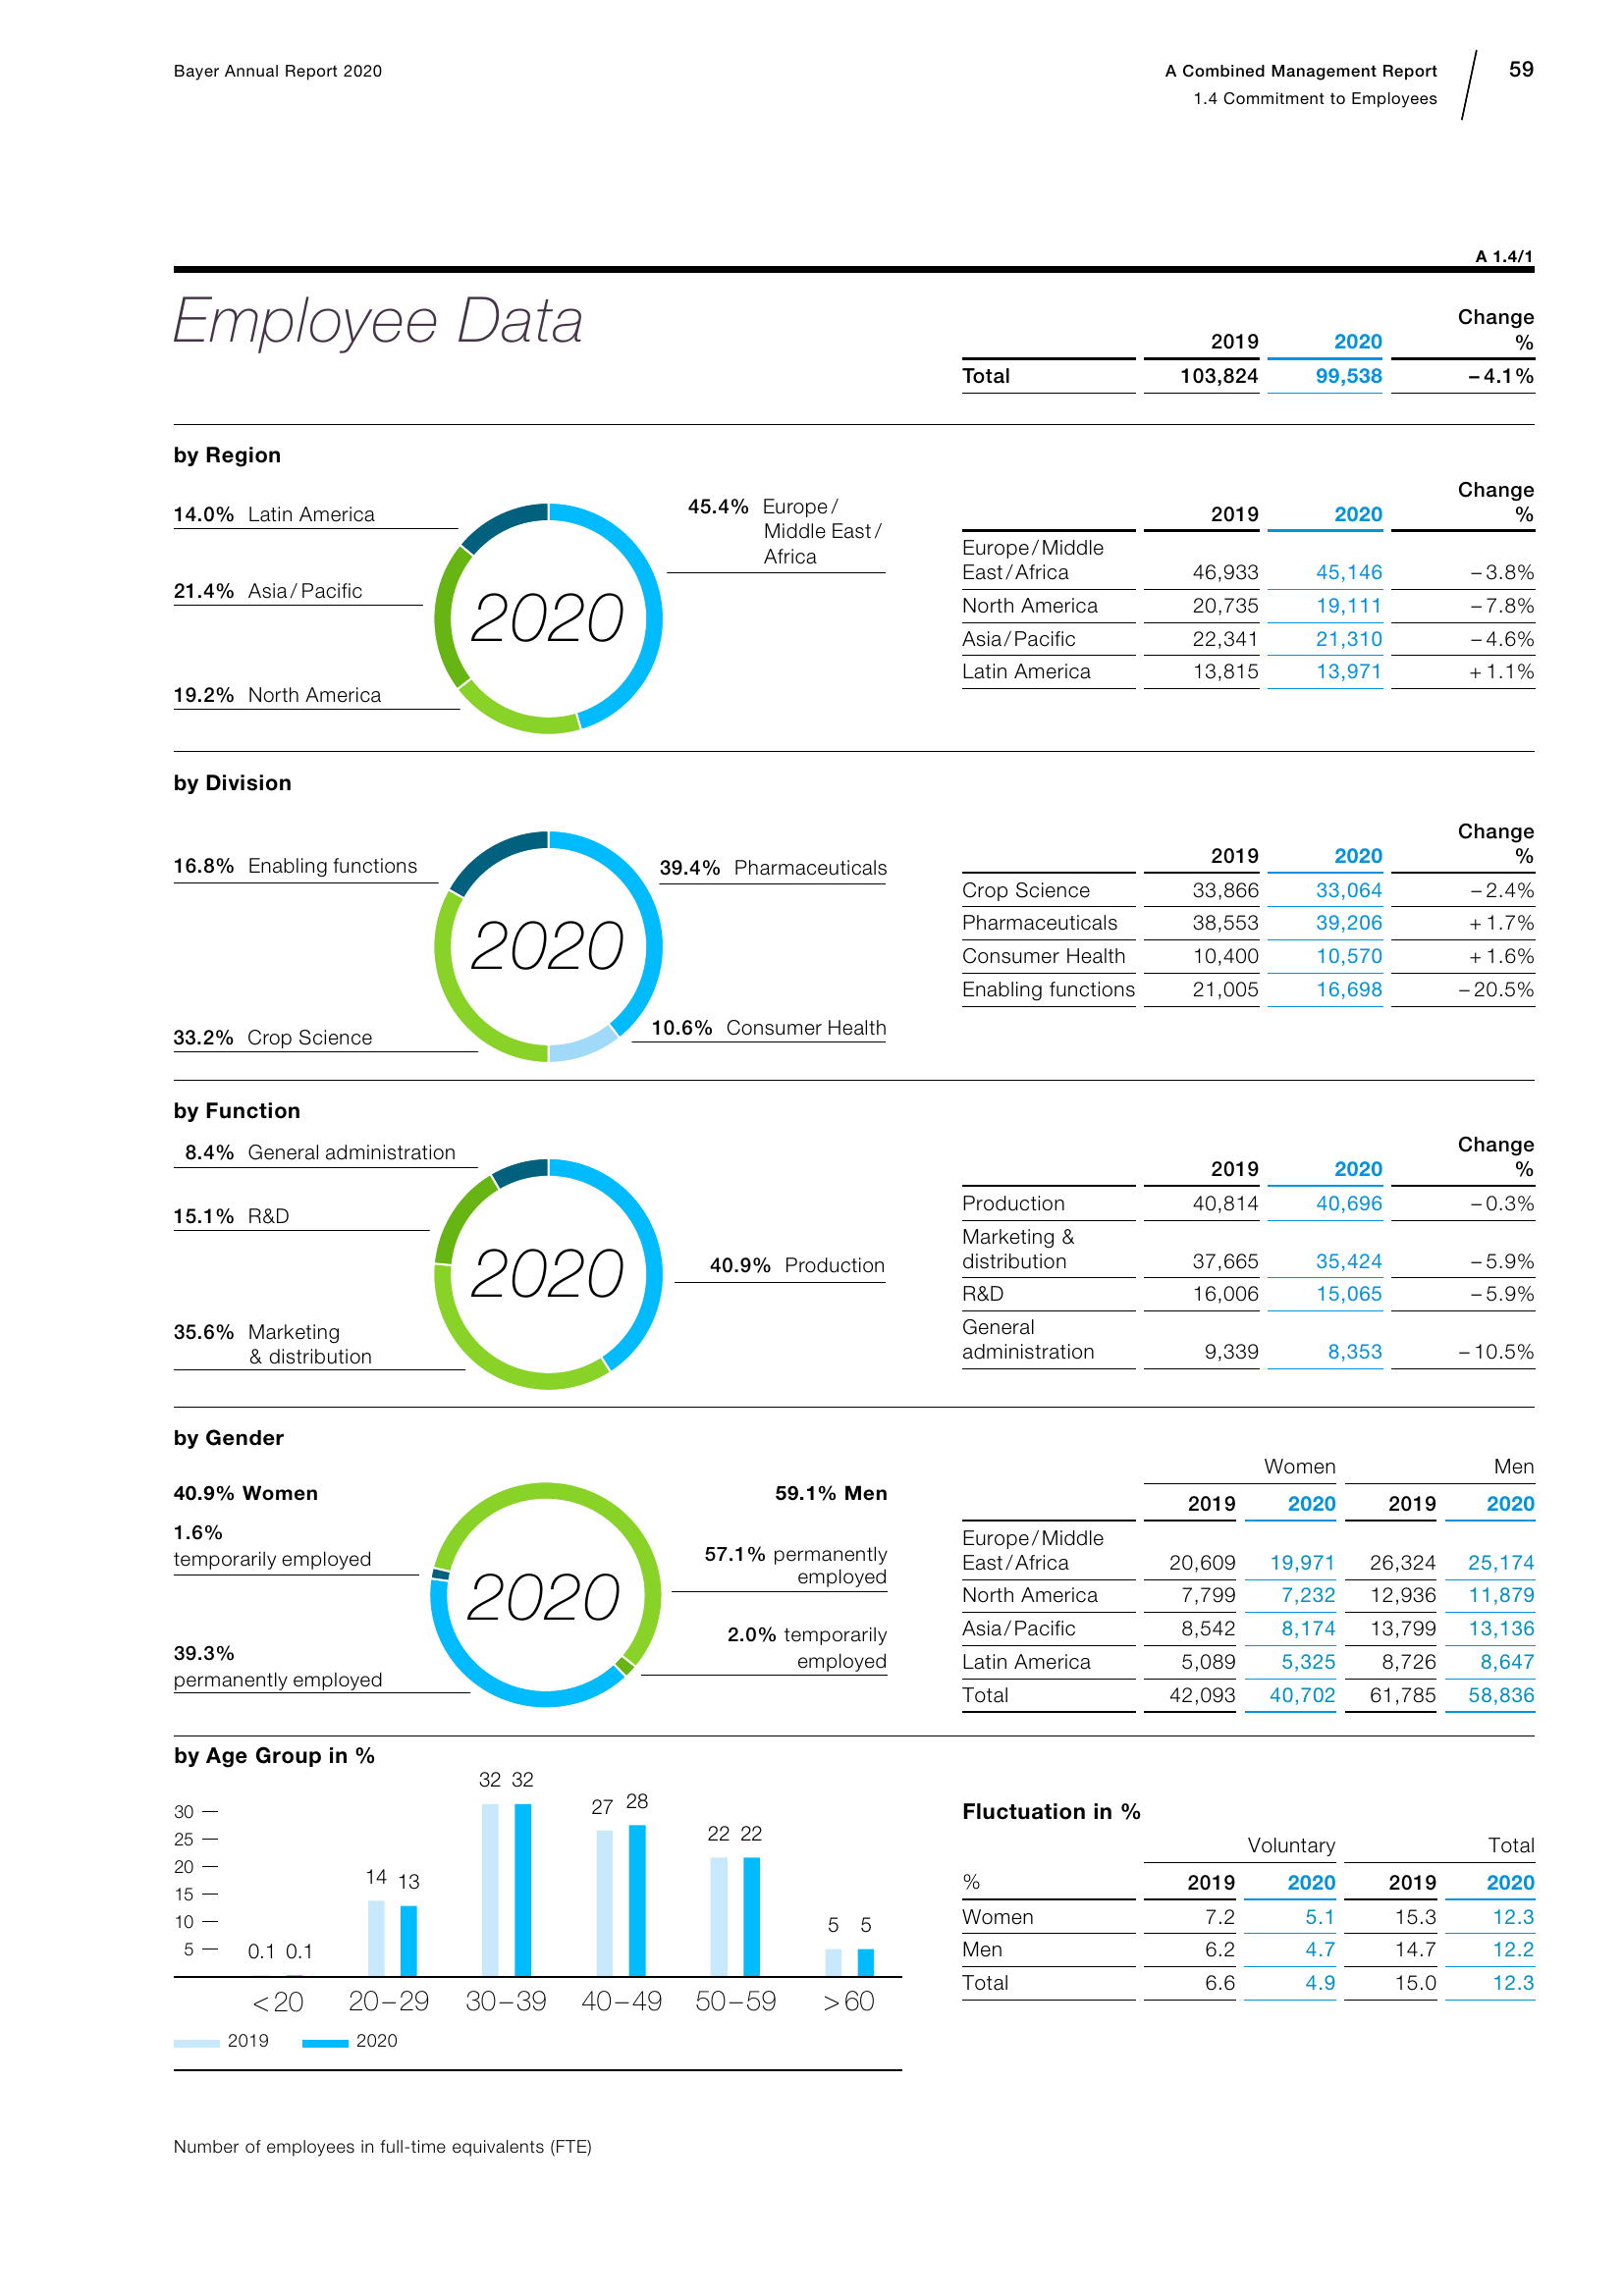 Bayer Annual Report 2020
A Combined Management Report
1.4 Commitment to Employees
59
A 1.4/1
Employee Data
Change
2019 2020 %
Total 103,824 99,538 – 4.1%
by Region
14.0% Latin America
21.4% Asia / Pacific
19.2% North America
2020
45.4% Europe /
Middle East /
Africa
Change
2019 2020 %
Europe / Middle
East / Africa 46,933 45,146 – 3.8%
North America 20,735 19,111 – 7.8%
Asia / Pacific 22,341 21,310 – 4.6%
Latin America 13,815 13,971 + 1.1%
by Division
16.8% Enabling functions
33.2% Crop Science
2020
39.4% Pharmaceuticals
10.6% Consumer Health
Change
2019 2020 %
Crop Science 33,866 33,064 – 2.4%
Pharmaceuticals 38,553 39,206 + 1.7%
Consumer Health 10,400 10,570 + 1.6%
Enabling functions 21,005 16,698 – 20.5%
by Function
8.4% General administration
15.1% R&D
35.6% Marketing
& distribution
2020
40.9% Production
Change
2019 2020 %
Production 40,814 40,696 – 0.3%
Marketing &
distribution 37,665 35,424 – 5.9%
R&D 16,006 15,065 – 5.9%
General
administration 9,339 8,353 – 10.5%
by Gender
40.9% Women
1.6%
temporarily employed
39.3%
permanently employed
2020
59.1% Men
57.1% permanently
employed
2.0% temporarily
employed
Women Men
2019 2020 2019 2020
Europe / Middle
East / Africa 20,609 19,971 26,324 25,174
North America 7,799 7,232 12,936 11,879
Asia / Pacific 8,542 8,174 13,799 13,136
Latin America 5,089 5,325 8,726 8,647
Total 42,093 40,702 61,785 58,836
by Age Group in %
30
25
20
15
10
5
0.1 0.1
14 13
32 32
27 28
22 22
5 5
< 20 20 – 29 30 – 39 40 – 49 50 – 59 > 60
2019 2020
Fluctuation in %
Voluntary Total
% 2019 2020 2019 2020
Women 7.2 5.1 15.3 12.3
Men 6.2 4.7 14.7 12.2
Total 6.6 4.9 15.0 12.3
Number of employees in full-time equivalents (FTE)